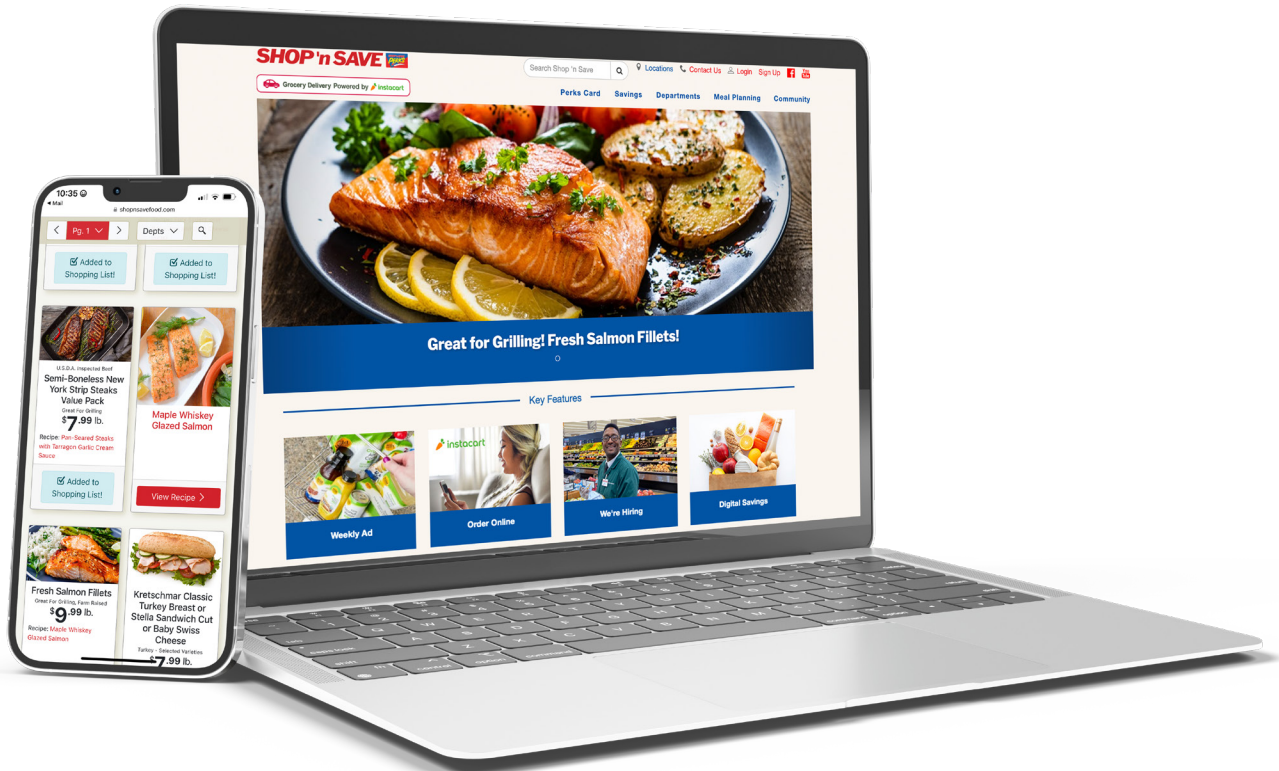 SHOP 'n SAVE PERKS
Search Shop 'n Save
Locations
Contact Us
Login
Sign Up
Grocery Delivery Powered by instacart
Perks Card
Savings
Departments
Meal Planning
Community
Great for Grilling! Fresh Salmon Fillets!
Key Features
instacart
Weekly Ad
Order Online
We're Hiring
Digital Savings
10:35
Mail
shopnsavefood.com
Pg. 1
Depts
Added to
Shopping List!
Added to
Shopping List!
U.S.D.A. Inspected Beef
Semi-Boneless New
York Strip Steaks
Value Pack
Great For Grilling
$7.99 lb.
Recipe: Pan-Seared Steaks
with Tarragon Garlic Cream
Sauce
Added to
Shopping List!
Maple Whiskey
Glazed Salmon
View Recipe
Fresh Salmon Fillets
Great For Grilling, Farm Raised
$9.99 lb.
Recipe: Maple Whiskey
Glazed Salmon
Kretschmar Classic
Turkey Breast or
Stella Sandwich Cut
or Baby Swiss
Cheese
Turkey - Selected Varieties
$7.99 lb.